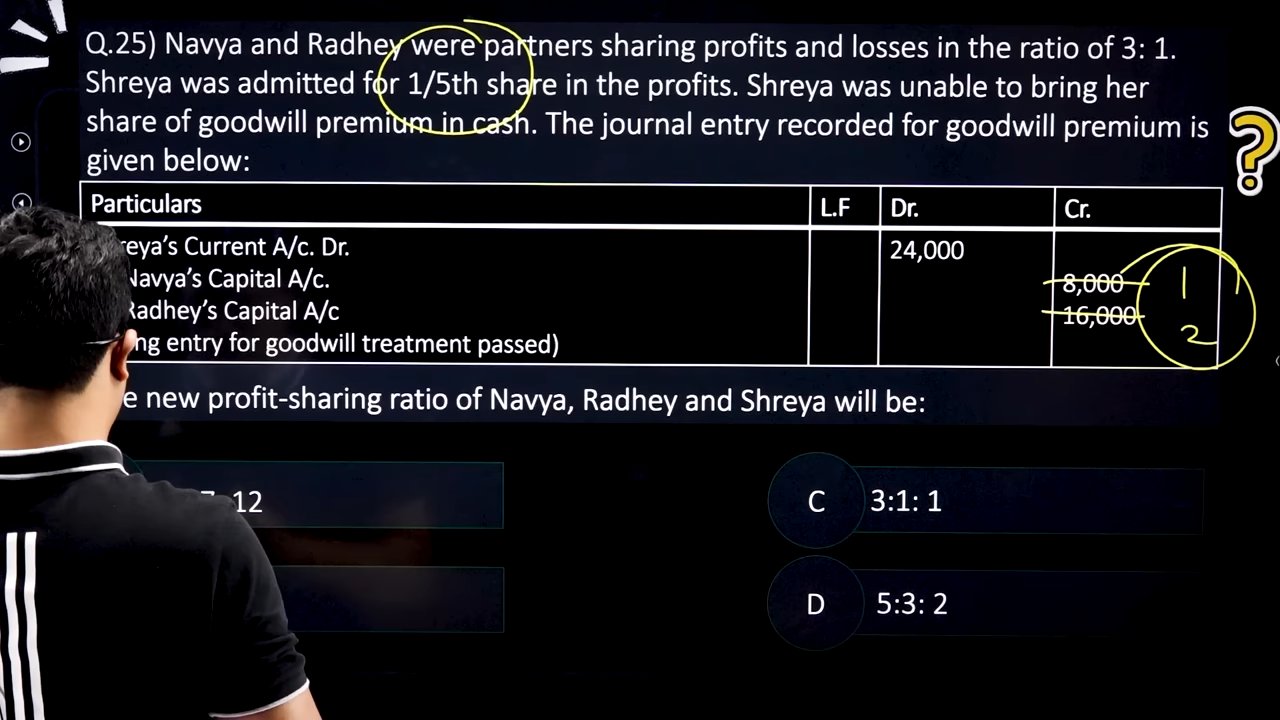 Q.25) Navya and Radhey were partners sharing profits and losses in the ratio of 3: 1.
Shreya was admitted for 1/5th share in the profits. Shreya was unable to bring her
share of goodwill premium in cash. The journal entry recorded for goodwill premium is
given below:
Particulars L.F Dr. Cr.
reya's Current A/c. Dr. 24,000
Navya's Capital A/c. 8,000 1
Radhey's Capital A/c 16,000 2
ng entry for goodwill treatment passed)
e new profit-sharing ratio of Navya, Radhey and Shreya will be:
12
C 3:1: 1
D 5:3: 2